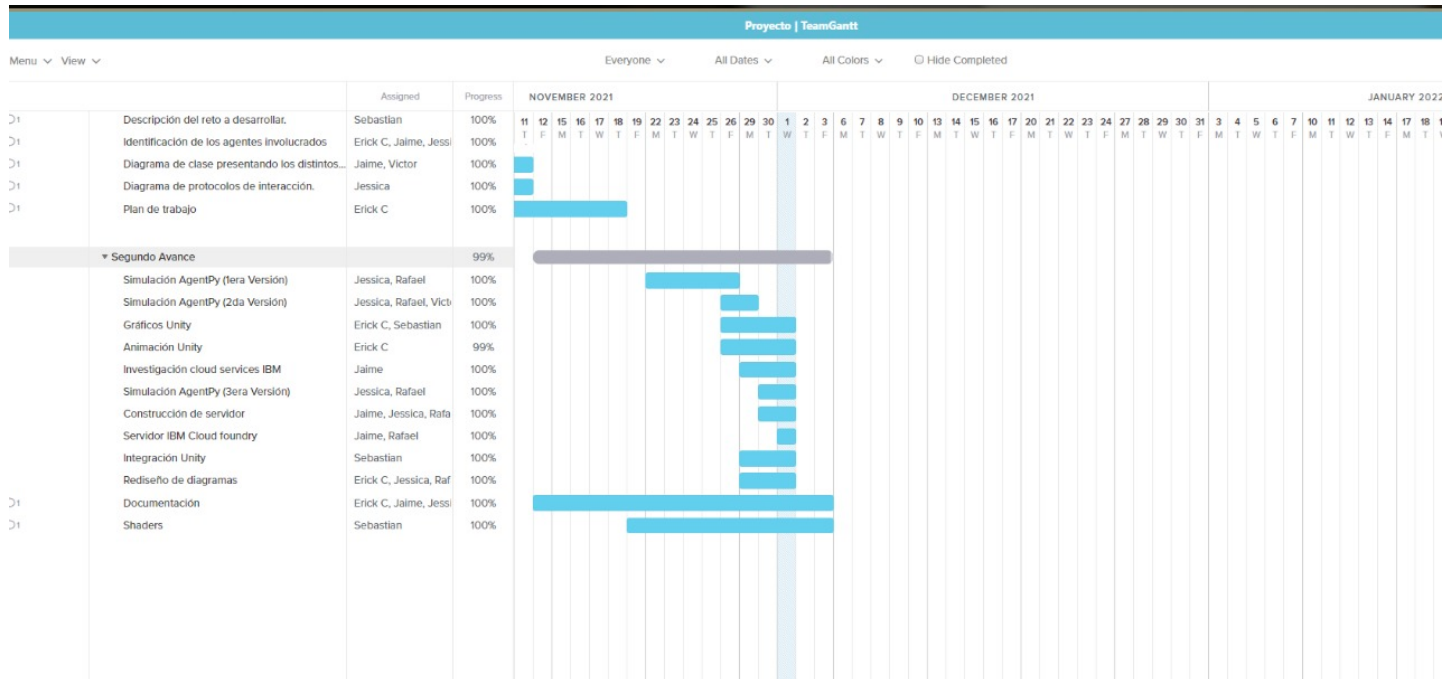 Proyecto | TeamGantt
Menu View Everyone All Dates All Colors Hide Completed
Assigned Progress NOVEMBER 2021 DECEMBER 2021 JANUARY 2022
11 12 15 16 17 18 19 22 23 24 25 26 29 30 1 2 3 6 7 8 9 10 13 14 15 16 17 20 21 22 23 24 27 28 29 30 31 3 4 5 6 7 10 11 12 13 14 17 18
T F M T W T F M T W T F M T W T F M T W T F M T W T F M T W T F M T W T F M T W T F M T W T F M T
1 Descripción del reto a desarrollar. Sebastian 100%
1 Identificación de los agentes involucrados Erick C, Jaime, Jessi 100%
1 Diagrama de clase presentando los distintos... Jaime, Victor 100%
1 Diagrama de protocolos de interacción. Jessica 100%
1 Plan de trabajo Erick C 100%
Segundo Avance 99%
Simulación AgentPy (1era Versión) Jessica, Rafael 100%
Simulación AgentPy (2da Versión) Jessica, Rafael, Vict 100%
Gráficos Unity Erick C, Sebastian 100%
Animación Unity Erick C 99%
Investigación cloud services IBM Jaime 100%
Simulación AgentPy (3era Versión) Jessica, Rafael 100%
Construcción de servidor Jaime, Jessica, Rafa 100%
Servidor IBM Cloud foundry Jaime, Rafael 100%
Integración Unity Sebastian 100%
Rediseño de diagramas Erick C, Jessica, Raf 100%
1 Documentación Erick C, Jaime, Jessi 100%
1 Shaders Sebastian 100%